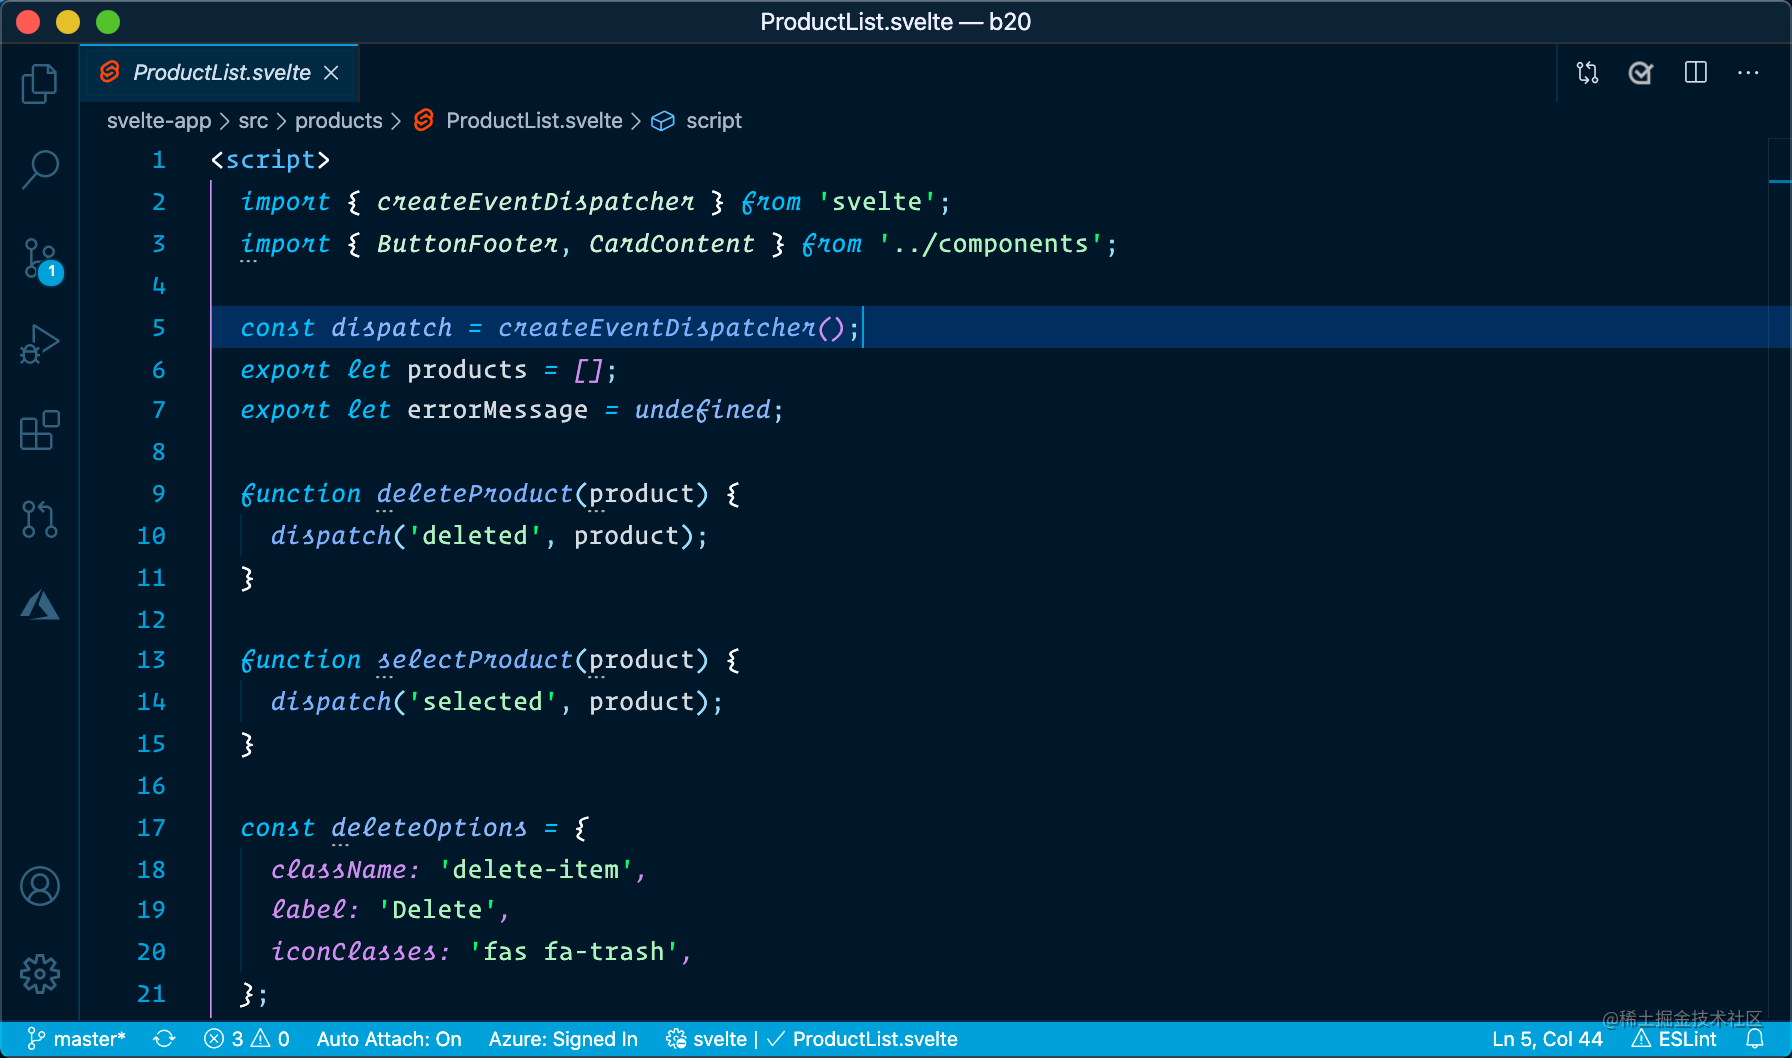 ProductList.svelte — b20
ProductList.svelte
svelte-app > src > products > ProductList.svelte > script
1 <script>
2 import { createEventDispatcher } from 'svelte';
3 import { ButtonFooter, CardContent } from '../components';
4
5 const dispatch = createEventDispatcher();
6 export let products = [];
7 export let errorMessage = undefined;
8
9 function deleteProduct(product) {
10 dispatch('deleted', product);
11 }
12
13 function selectProduct(product) {
14 dispatch('selected', product);
15 }
16
17 const deleteOptions = {
18 className: 'delete-item',
19 label: 'Delete',
20 iconClasses: 'fas fa-trash',
21 };
1
@稀土掘金技术社区
master* 3 0 Auto Attach: On Azure: Signed In svelte | ✓ ProductList.svelte Ln 5, Col 44 ESLint